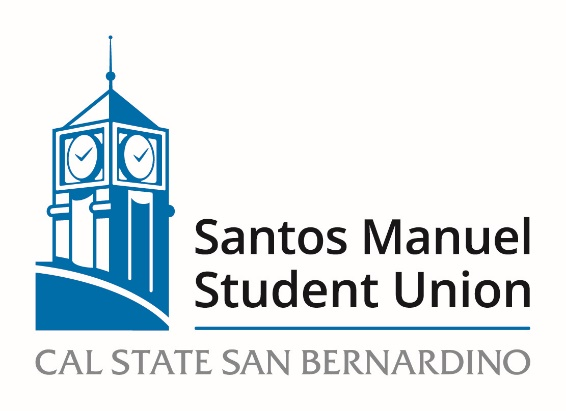 Santos Manuel
Student Union
CAL STATE SAN BERNARDINO